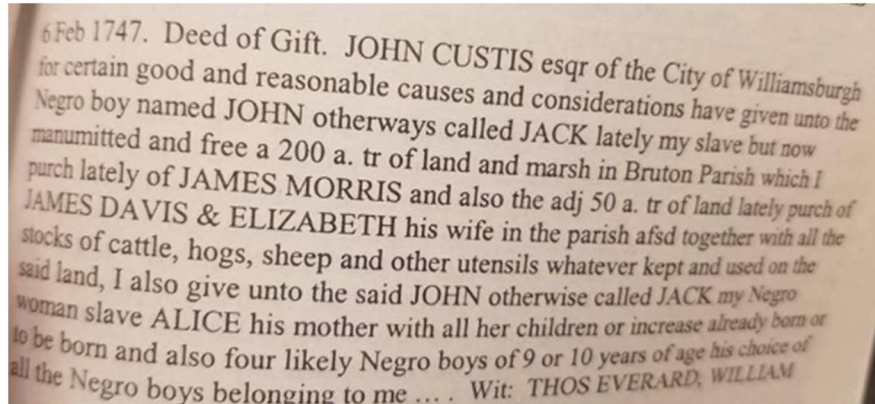 6 Feb 1747. Deed of Gift. JOHN CUSTIS esqr of the City of Williamsburgh
for certain good and reasonable causes and considerations have given unto the
Negro boy named JOHN otherways called JACK lately my slave but now
manumitted and free a 200 a. tr of land and marsh in Bruton Parish which I
purch lately of JAMES MORRIS and also the adj 50 a. tr of land lately purch of
JAMES DAVIS & ELIZABETH his wife in the parish afsd together with all the
stocks of cattle, hogs, sheep and other utensils whatever kept and used on the
said land, I also give unto the said JOHN otherwise called JACK my Negro
woman slave ALICE his mother with all her children or increase already born or
to be born and also four likely Negro boys of 9 or 10 years of age his choice of
all the Negro boys belonging to me .... Wit: THOS EVERARD, WILLIAM